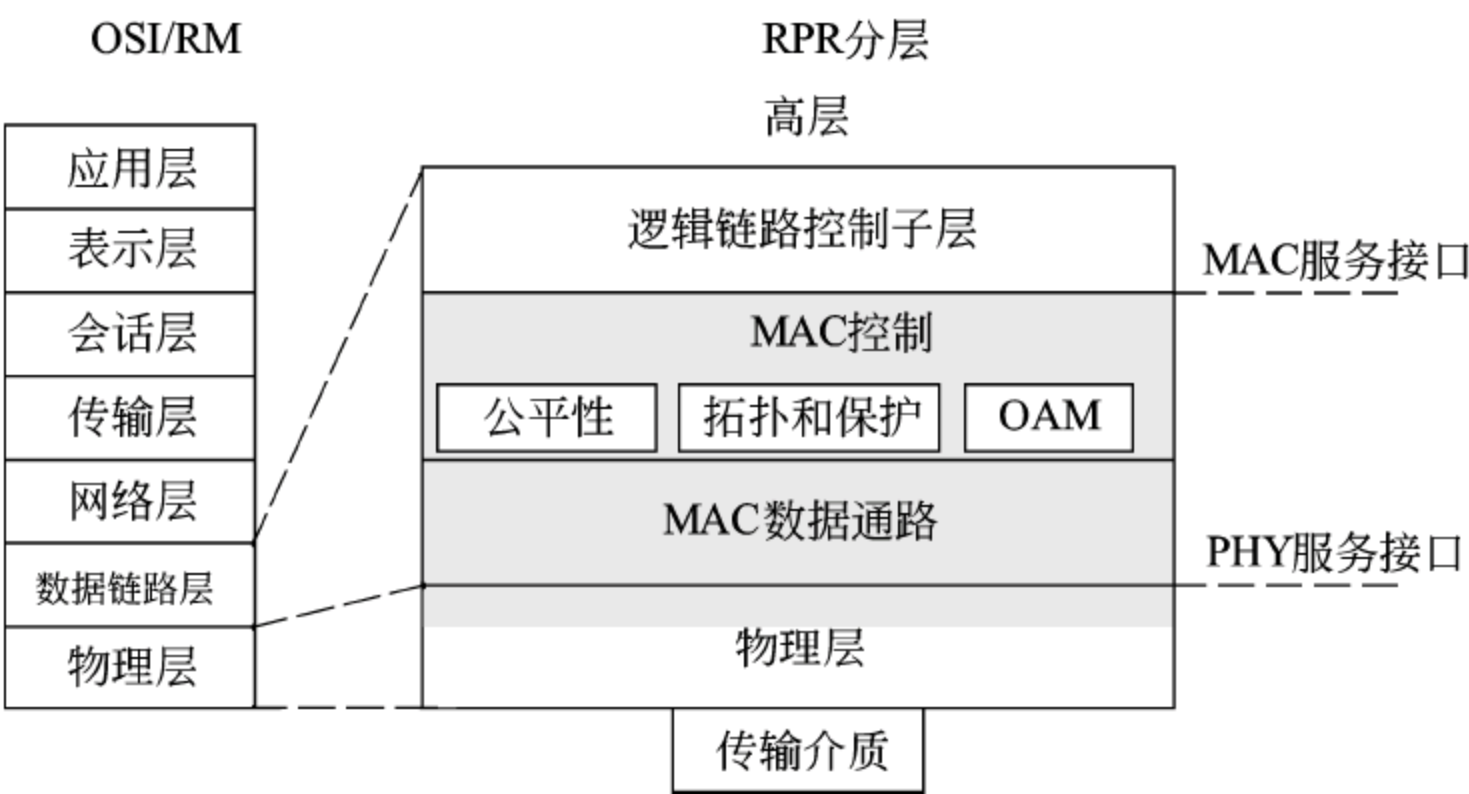 OSI/RM
RPR分层
高层
应用层
表示层
会话层
传输层
网络层
数据链路层
物理层
逻辑链路控制子层
MAC服务接口
MAC控制
公平性
拓扑和保护
OAM
MAC数据通路
PHY服务接口
物理层
传输介质